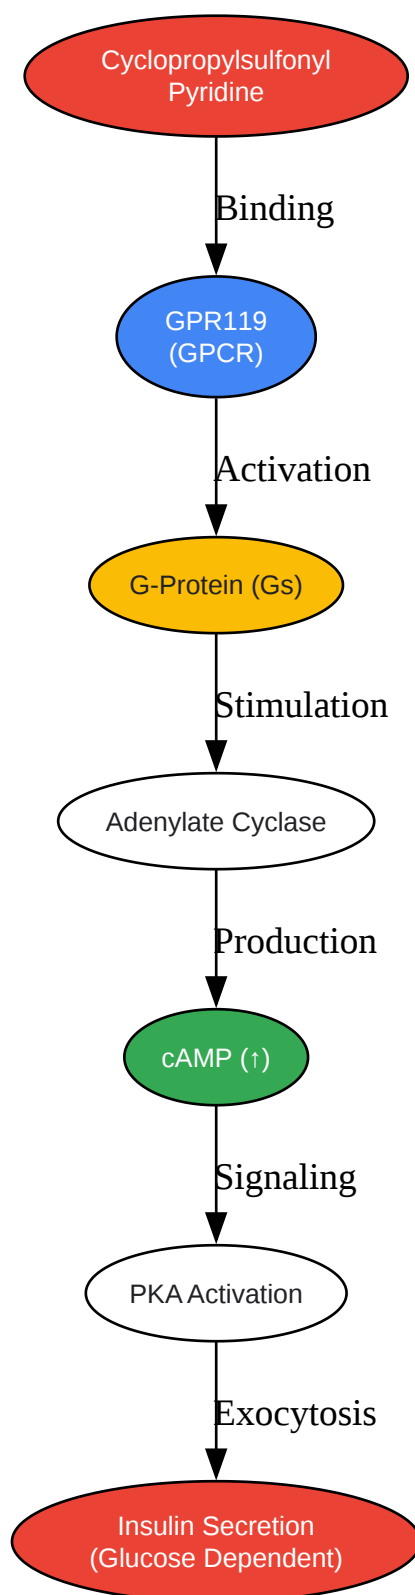 Cyclopropylsulfonyl
Pyridine
Binding
GPR119
(GPCR)
Activation
G-Protein (Gs)
Stimulation
Adenylate Cyclase
Production
cAMP (↑)
Signaling
PKA Activation
Exocytosis
Insulin Secretion
(Glucose Dependent)